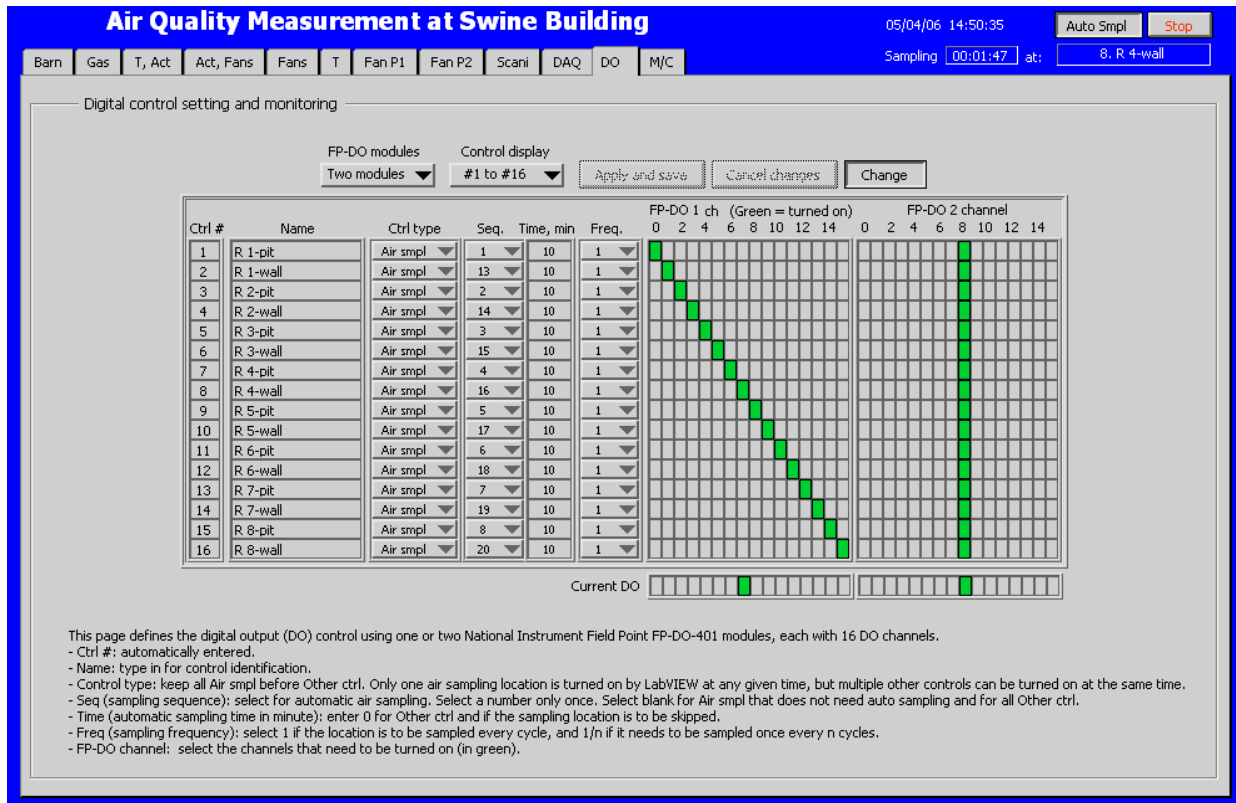 Air Quality Measurement at Swine Building
05/04/06 14:50:35
Auto Smpl
Stop
Sampling 00:01:47 at: 8. R 4-wall
Barn Gas T, Act Act, Fans Fans T Fan P1 Fan P2 Scani DAQ DO M/C
Digital control setting and monitoring
FP-DO modules Control display
Two modules #1 to #16 Apply and save Cancel changes Change
FP-DO 1 ch (Green = turned on) FP-DO 2 channel
Ctrl # Name Ctrl type Seq. Time, min Freq. 0 2 4 6 8 10 12 14 0 2 4 6 8 10 12 14
1 R 1-pit Air smpl 1 10 1
2 R 1-wall Air smpl 13 10 1
3 R 2-pit Air smpl 2 10 1
4 R 2-wall Air smpl 14 10 1
5 R 3-pit Air smpl 3 10 1
6 R 3-wall Air smpl 15 10 1
7 R 4-pit Air smpl 4 10 1
8 R 4-wall Air smpl 16 10 1
9 R 5-pit Air smpl 5 10 1
10 R 5-wall Air smpl 17 10 1
11 R 6-pit Air smpl 6 10 1
12 R 6-wall Air smpl 18 10 1
13 R 7-pit Air smpl 7 10 1
14 R 7-wall Air smpl 19 10 1
15 R 8-pit Air smpl 8 10 1
16 R 8-wall Air smpl 20 10 1
Current DO
This page defines the digital output (DO) control using one or two National Instrument Field Point FP-DO-401 modules, each with 16 DO channels.
- Ctrl #: automatically entered.
- Name: type in for control identification.
- Control type: keep all Air smpl before Other ctrl. Only one air sampling location is turned on by LabVIEW at any given time, but multiple other controls can be turned on at the same time.
- Seq (sampling sequence): select for automatic air sampling. Select a number only once. Select blank for Air smpl that does not need auto sampling and for all Other ctrl.
- Time (automatic sampling time in minute): enter 0 for Other ctrl and if the sampling location is to be skipped.
- Freq (sampling frequency): select 1 if the location is to be sampled every cycle, and 1/n if it needs to be sampled once every n cycles.
- FP-DO channel: select the channels that need to be turned on (in green).